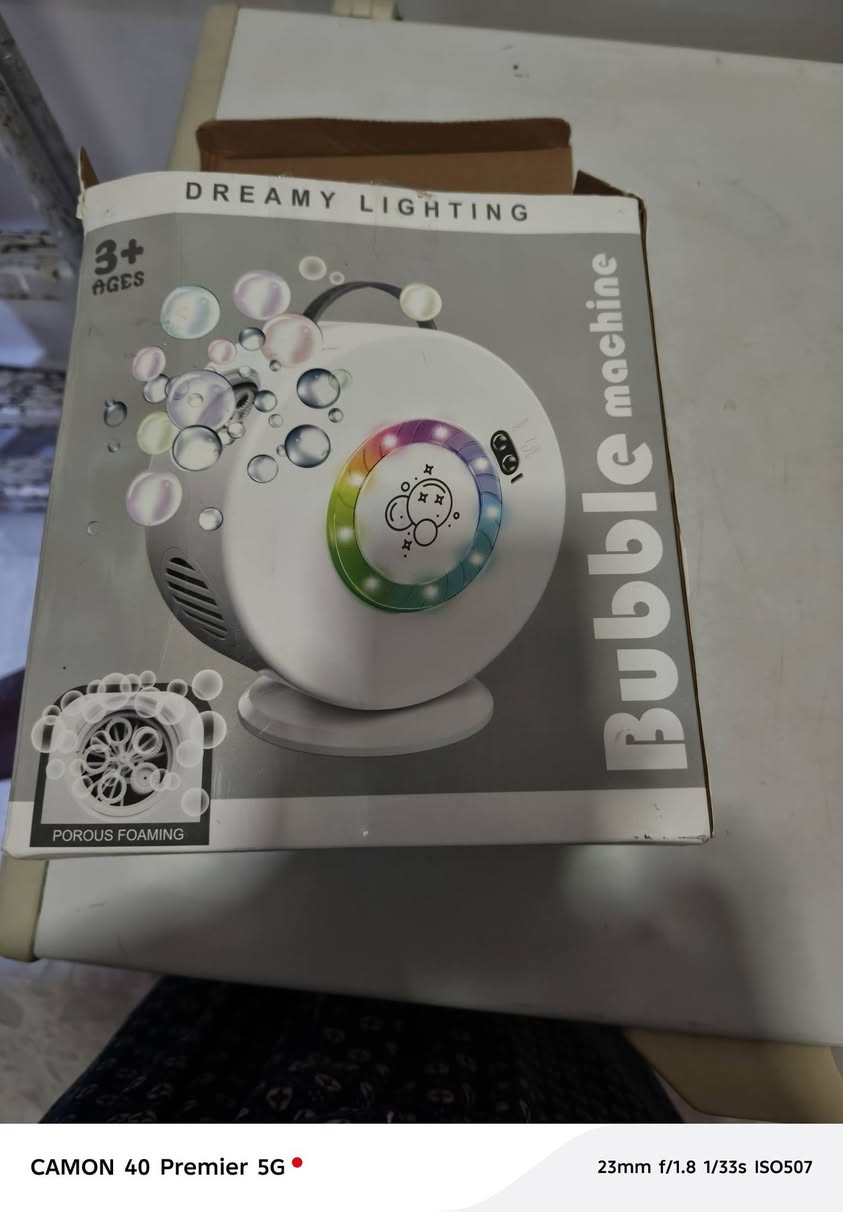 DREAMY LIGHTING
3+
AGES
Bubble machine
POROUS FOAMING
CAMON 40 Premier 5G
23mm f/1.8 1/33s ISO507